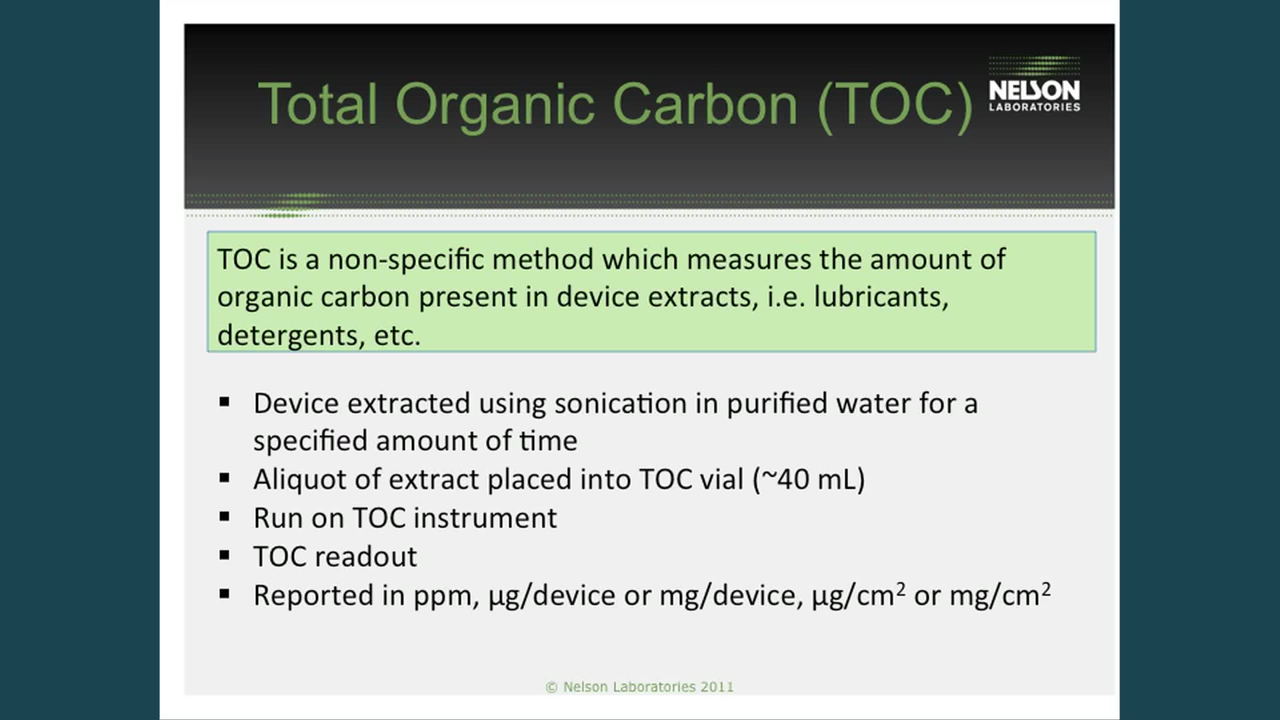 Total Organic Carbon (TOC)
NELSON
LABORATORIES
TOC is a non-specific method which measures the amount of
organic carbon present in device extracts, i.e. lubricants,
detergents, etc.
▪ Device extracted using sonication in purified water for a
specified amount of time
▪ Aliquot of extract placed into TOC vial (~40 mL)
▪ Run on TOC instrument
▪ TOC readout
▪ Reported in ppm, µg/device or mg/device, µg/cm² or mg/cm²
© Nelson Laboratories 2011